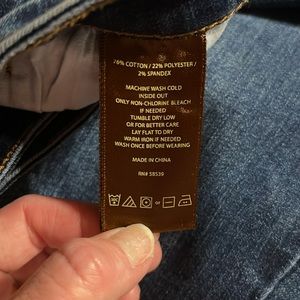 76% COTTON / 22% POLYESTER /
2% SPANDEX
MACHINE WASH COLD
INSIDE OUT
ONLY NON-CHLORINE BLEACH
IF NEEDED
TUMBLE DRY LOW
OR FOR BETTER CARE
LAY FLAT TO DRY
WARM IRON IF NEEDED
WASH ONCE BEFORE WEARING
MADE IN CHINA
RN# 58539